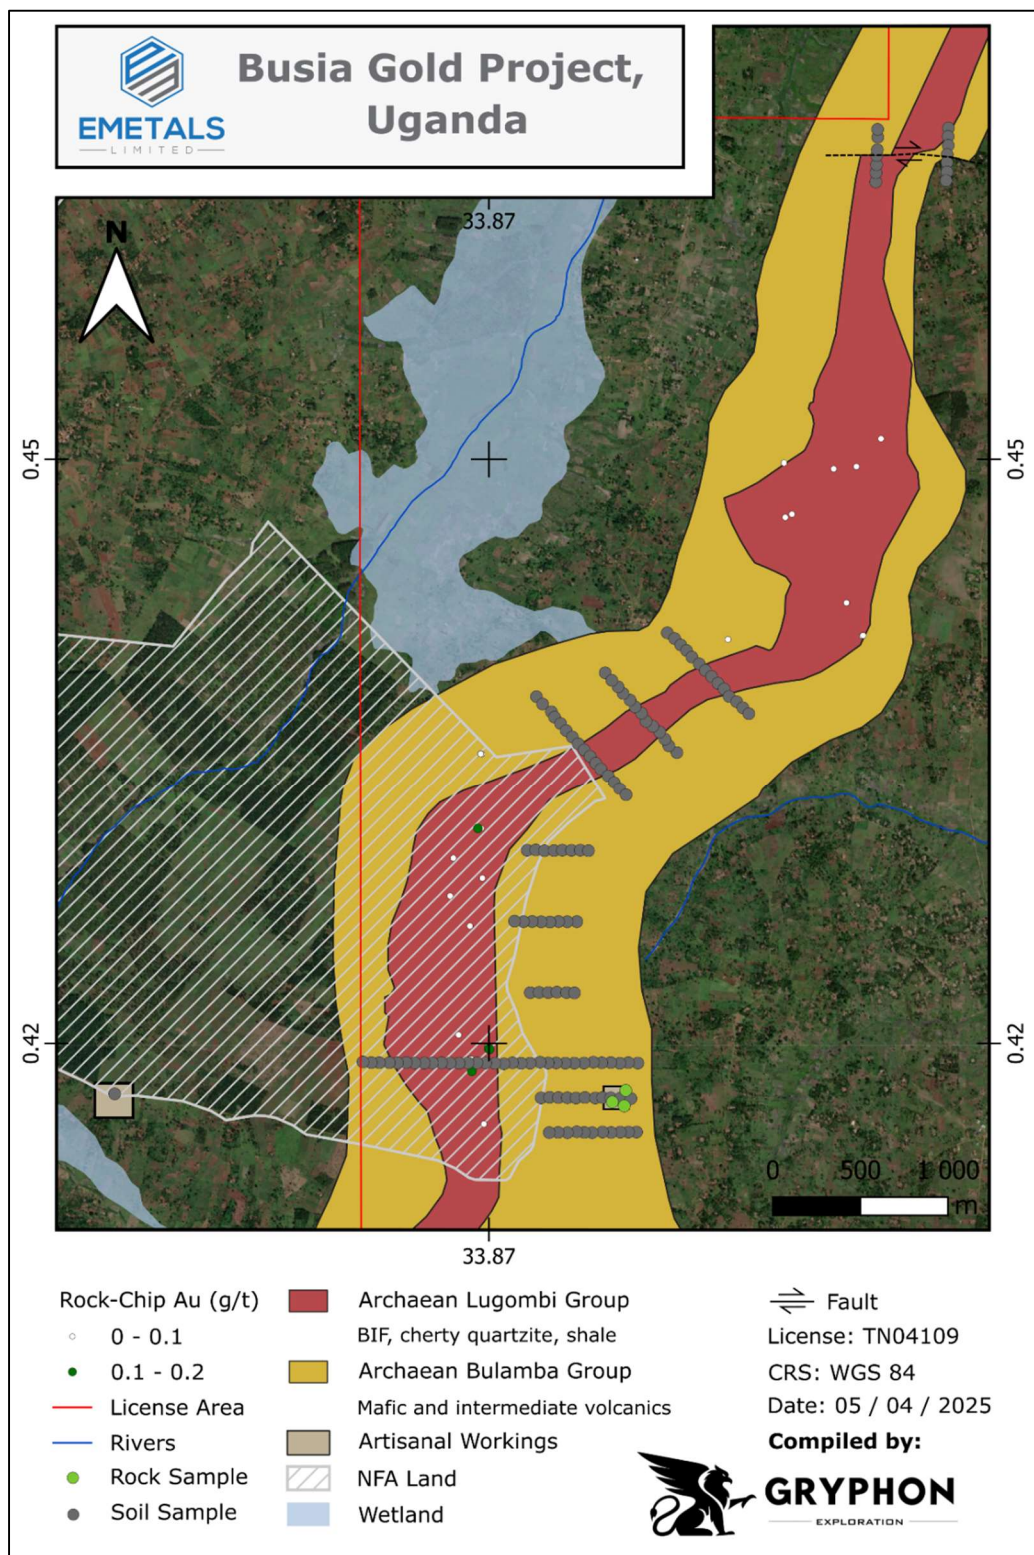 EMETALS
LIMITED
Busia Gold Project,
Uganda
N
33.87
0.45
0.45
0.42
0.42
0 500 1 000
m
33.87
Rock-Chip Au (g/t)
0 - 0.1
0.1 - 0.2
License Area
Rivers
Rock Sample
Soil Sample
Archaean Lugombi Group
BIF, cherty quartzite, shale
Archaean Bulamba Group
Mafic and intermediate volcanics
Artisanal Workings
NFA Land
Wetland
Fault
License: TN04109
CRS: WGS 84
Date: 05 / 04 / 2025
Compiled by:
GRYPHON
EXPLORATION